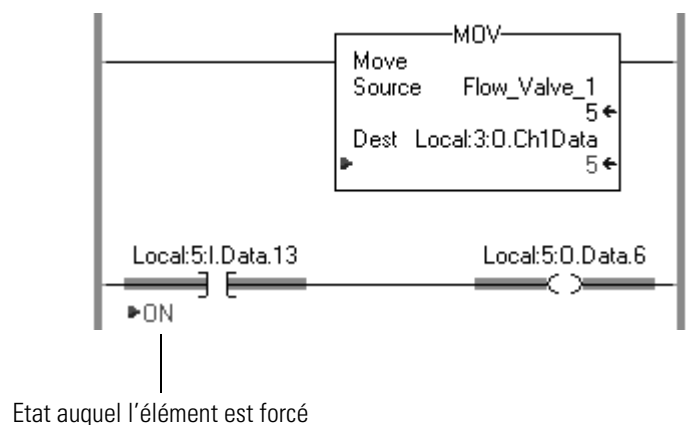 MOV
Move
Source Flow_Valve_1
5
Dest Local:3:O.Ch1Data
5
Local:5:I.Data.13 Local:5:O.Data.6
ON
Etat auquel l'élément est forcé